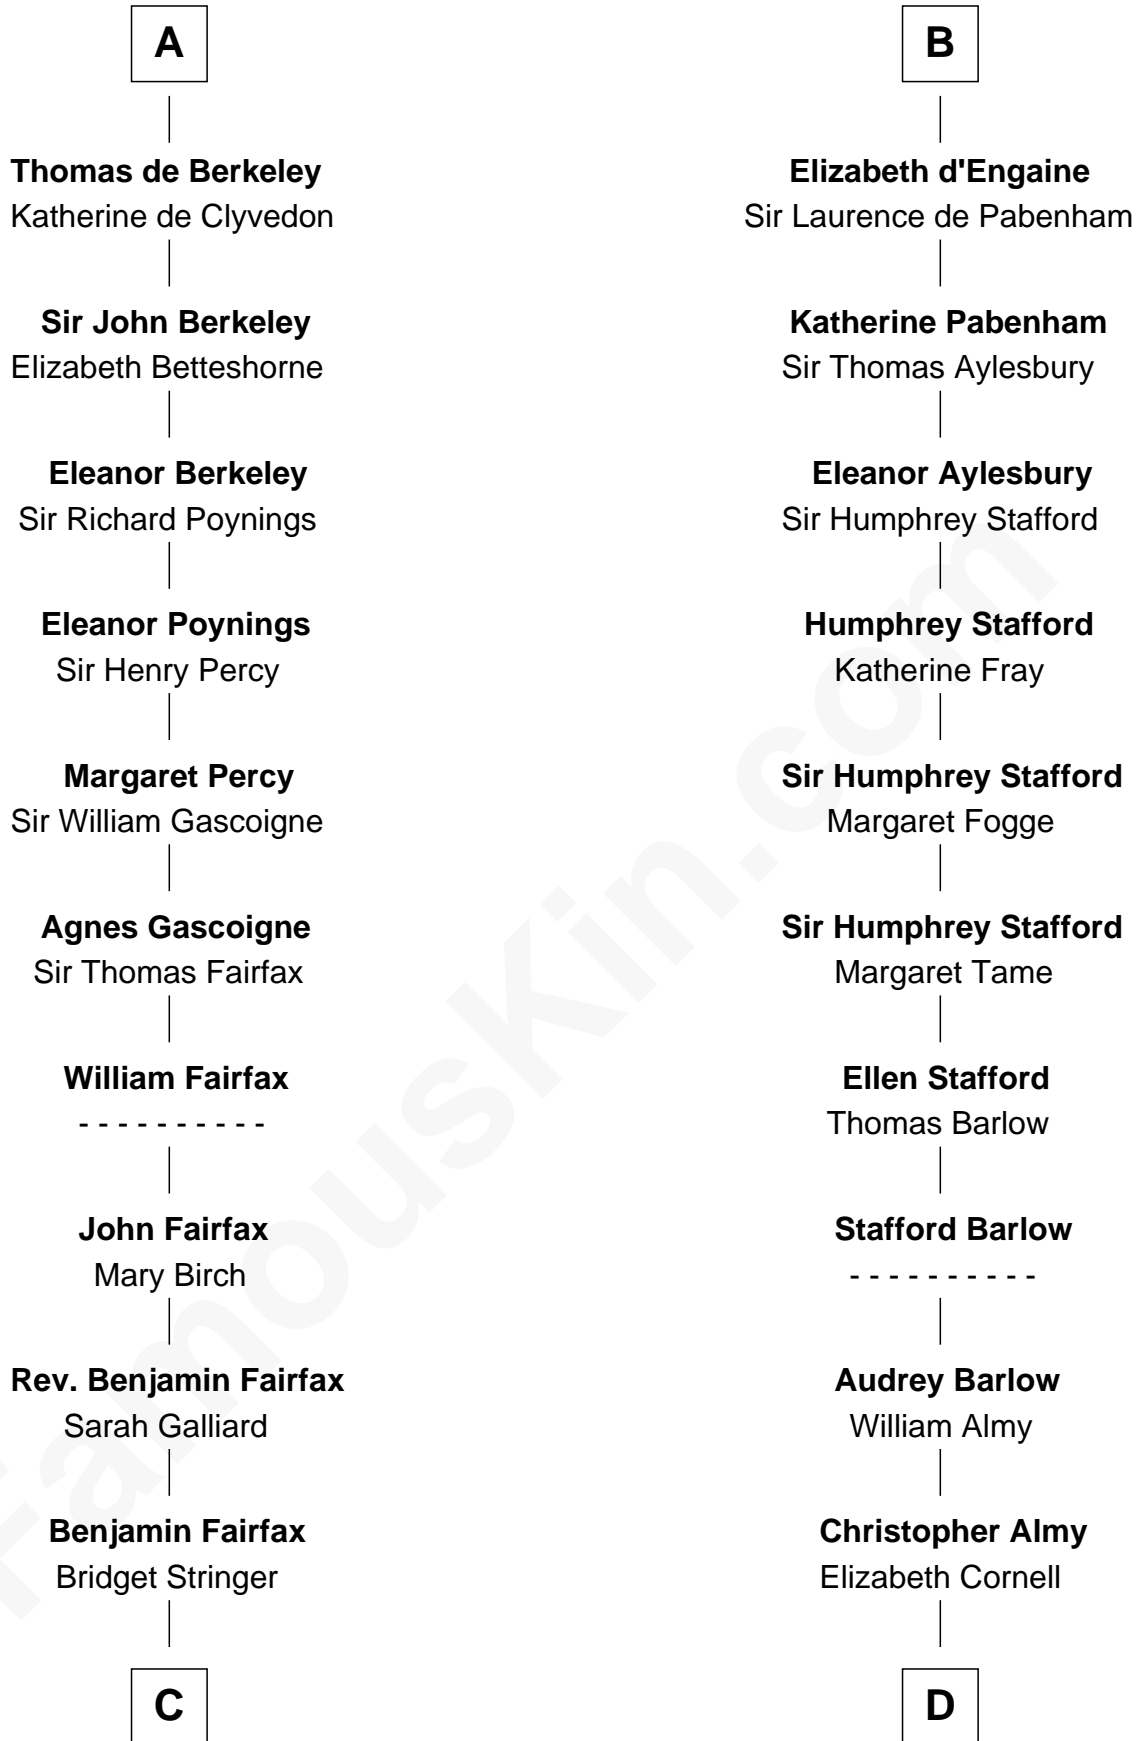 A
Thomas de Berkeley
Katherine de Clyvedon
Sir John Berkeley
Elizabeth Betteshorne
Eleanor Berkeley
Sir Richard Poynings
Eleanor Poynings
Sir Henry Percy
Margaret Percy
Sir William Gascoigne
Agnes Gascoigne
Sir Thomas Fairfax
William Fairfax
- - - - - - - - - -
John Fairfax
Mary Birch
Rev. Benjamin Fairfax
Sarah Galliard
Benjamin Fairfax
Bridget Stringer
C
B
Elizabeth d'Engaine
Sir Laurence de Pabenham
Katherine Pabenham
Sir Thomas Aylesbury
Eleanor Aylesbury
Sir Humphrey Stafford
Humphrey Stafford
Katherine Fray
Sir Humphrey Stafford
Margaret Fogge
Sir Humphrey Stafford
Margaret Tame
Ellen Stafford
Thomas Barlow
Stafford Barlow
- - - - - - - - - -
Audrey Barlow
William Almy
Christopher Almy
Elizabeth Cornell
D
FamousKin.com